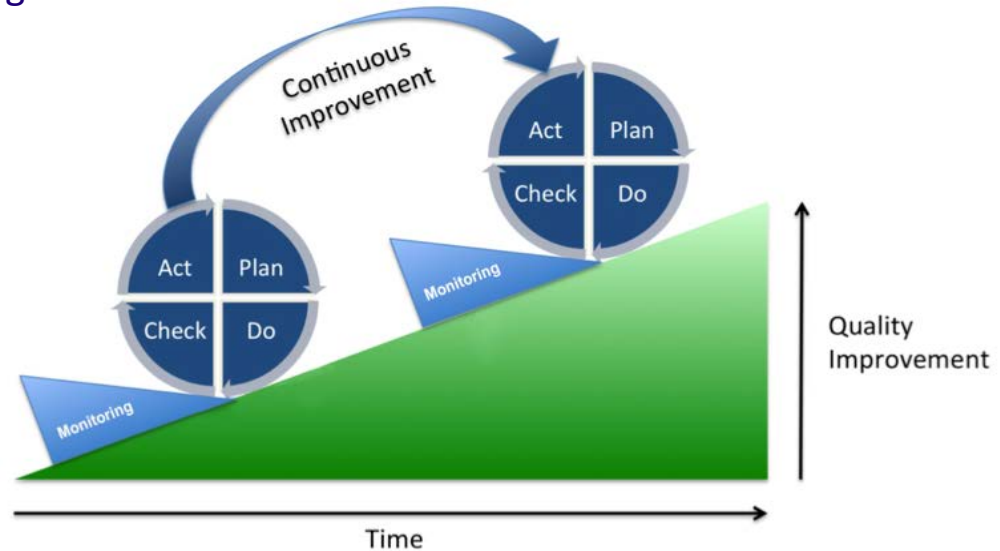 g
Continuous
Improvement
Act
Plan
Check
Do
Monitoring
Act
Plan
Check
Do
Monitoring
Quality
Improvement
Time